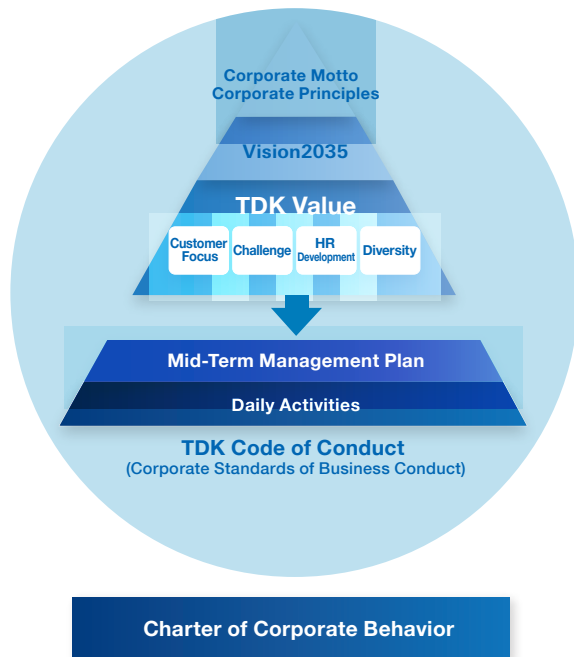 Corporate Motto
Corporate Principles
Vision2035
TDK Value
Customer
Focus
Challenge
HR
Development
Diversity
Mid-Term Management Plan
Daily Activities
TDK Code of Conduct
(Corporate Standards of Business Conduct)
Charter of Corporate Behavior